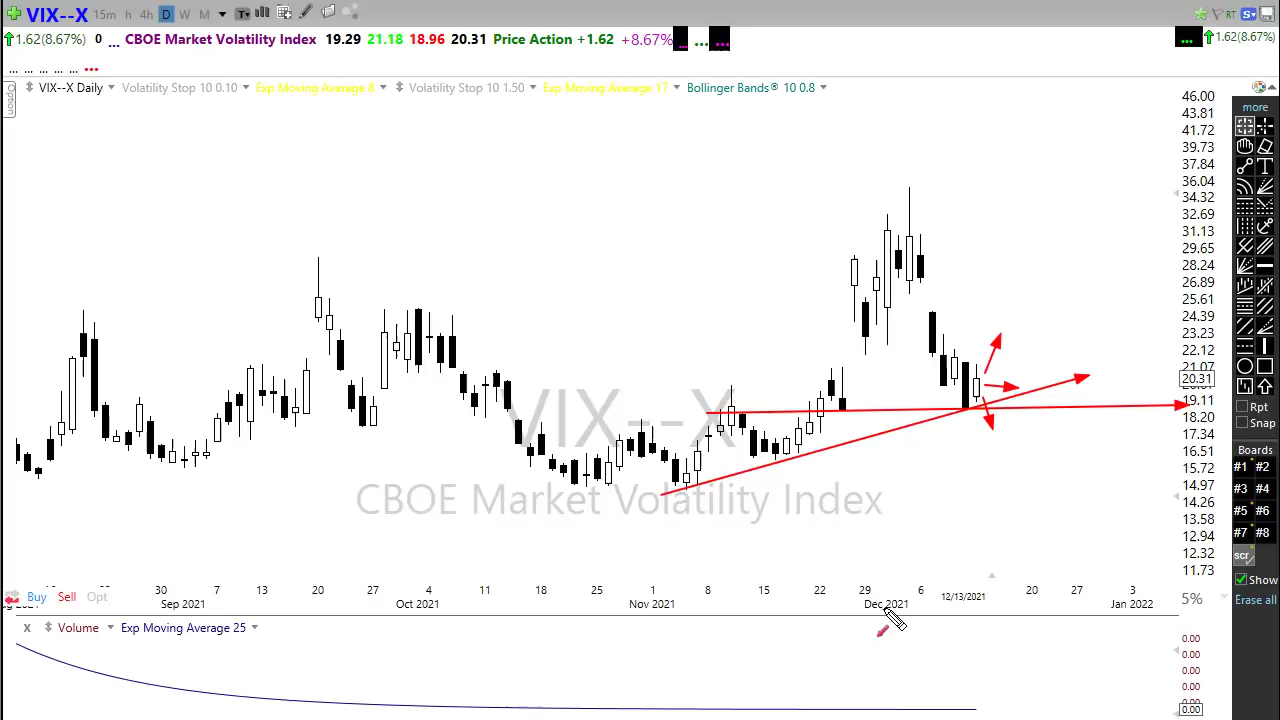 VIX--X 15m h 4h D W M T RT S
1.62(8.67%) 0 ... CBOE Market Volatility Index 19.29 21.18 18.96 20.31 Price Action +1.62 +8.67% ... ... ... 1.62(8.67%)
... ... ... ... ... ...
Option
VIX--X Daily Volatility Stop 10 0.10 Exp Moving Average 8 Volatility Stop 10 1.50 Exp Moving Average 17 Bollinger Bands® 10 0.8
46.00
43.81
41.72
39.73
37.84
36.04
34.32
32.69
31.13
29.65
28.24
26.89
25.61
24.39
23.23
22.12
21.07
20.31
19.11
18.20
17.34
16.51
15.72
14.97
14.26
13.58
12.94
12.32
11.73
VIX--X
CBOE Market Volatility Index
30 7 13 20 27 4 11 18 25 1 8 15 22 29 6 12/13/2021 20 27 3
Sep 2021 Oct 2021 Nov 2021 Dec 2021 Jan 2022
Buy Sell Opt
5%
X Volume Exp Moving Average 25
0.00
0.00
0.00
0.00
0.00
more
Rpt
Snap
Boards
#1 #2
#3 #4
#5 #6
#7 #8
scr
Show
Erase all